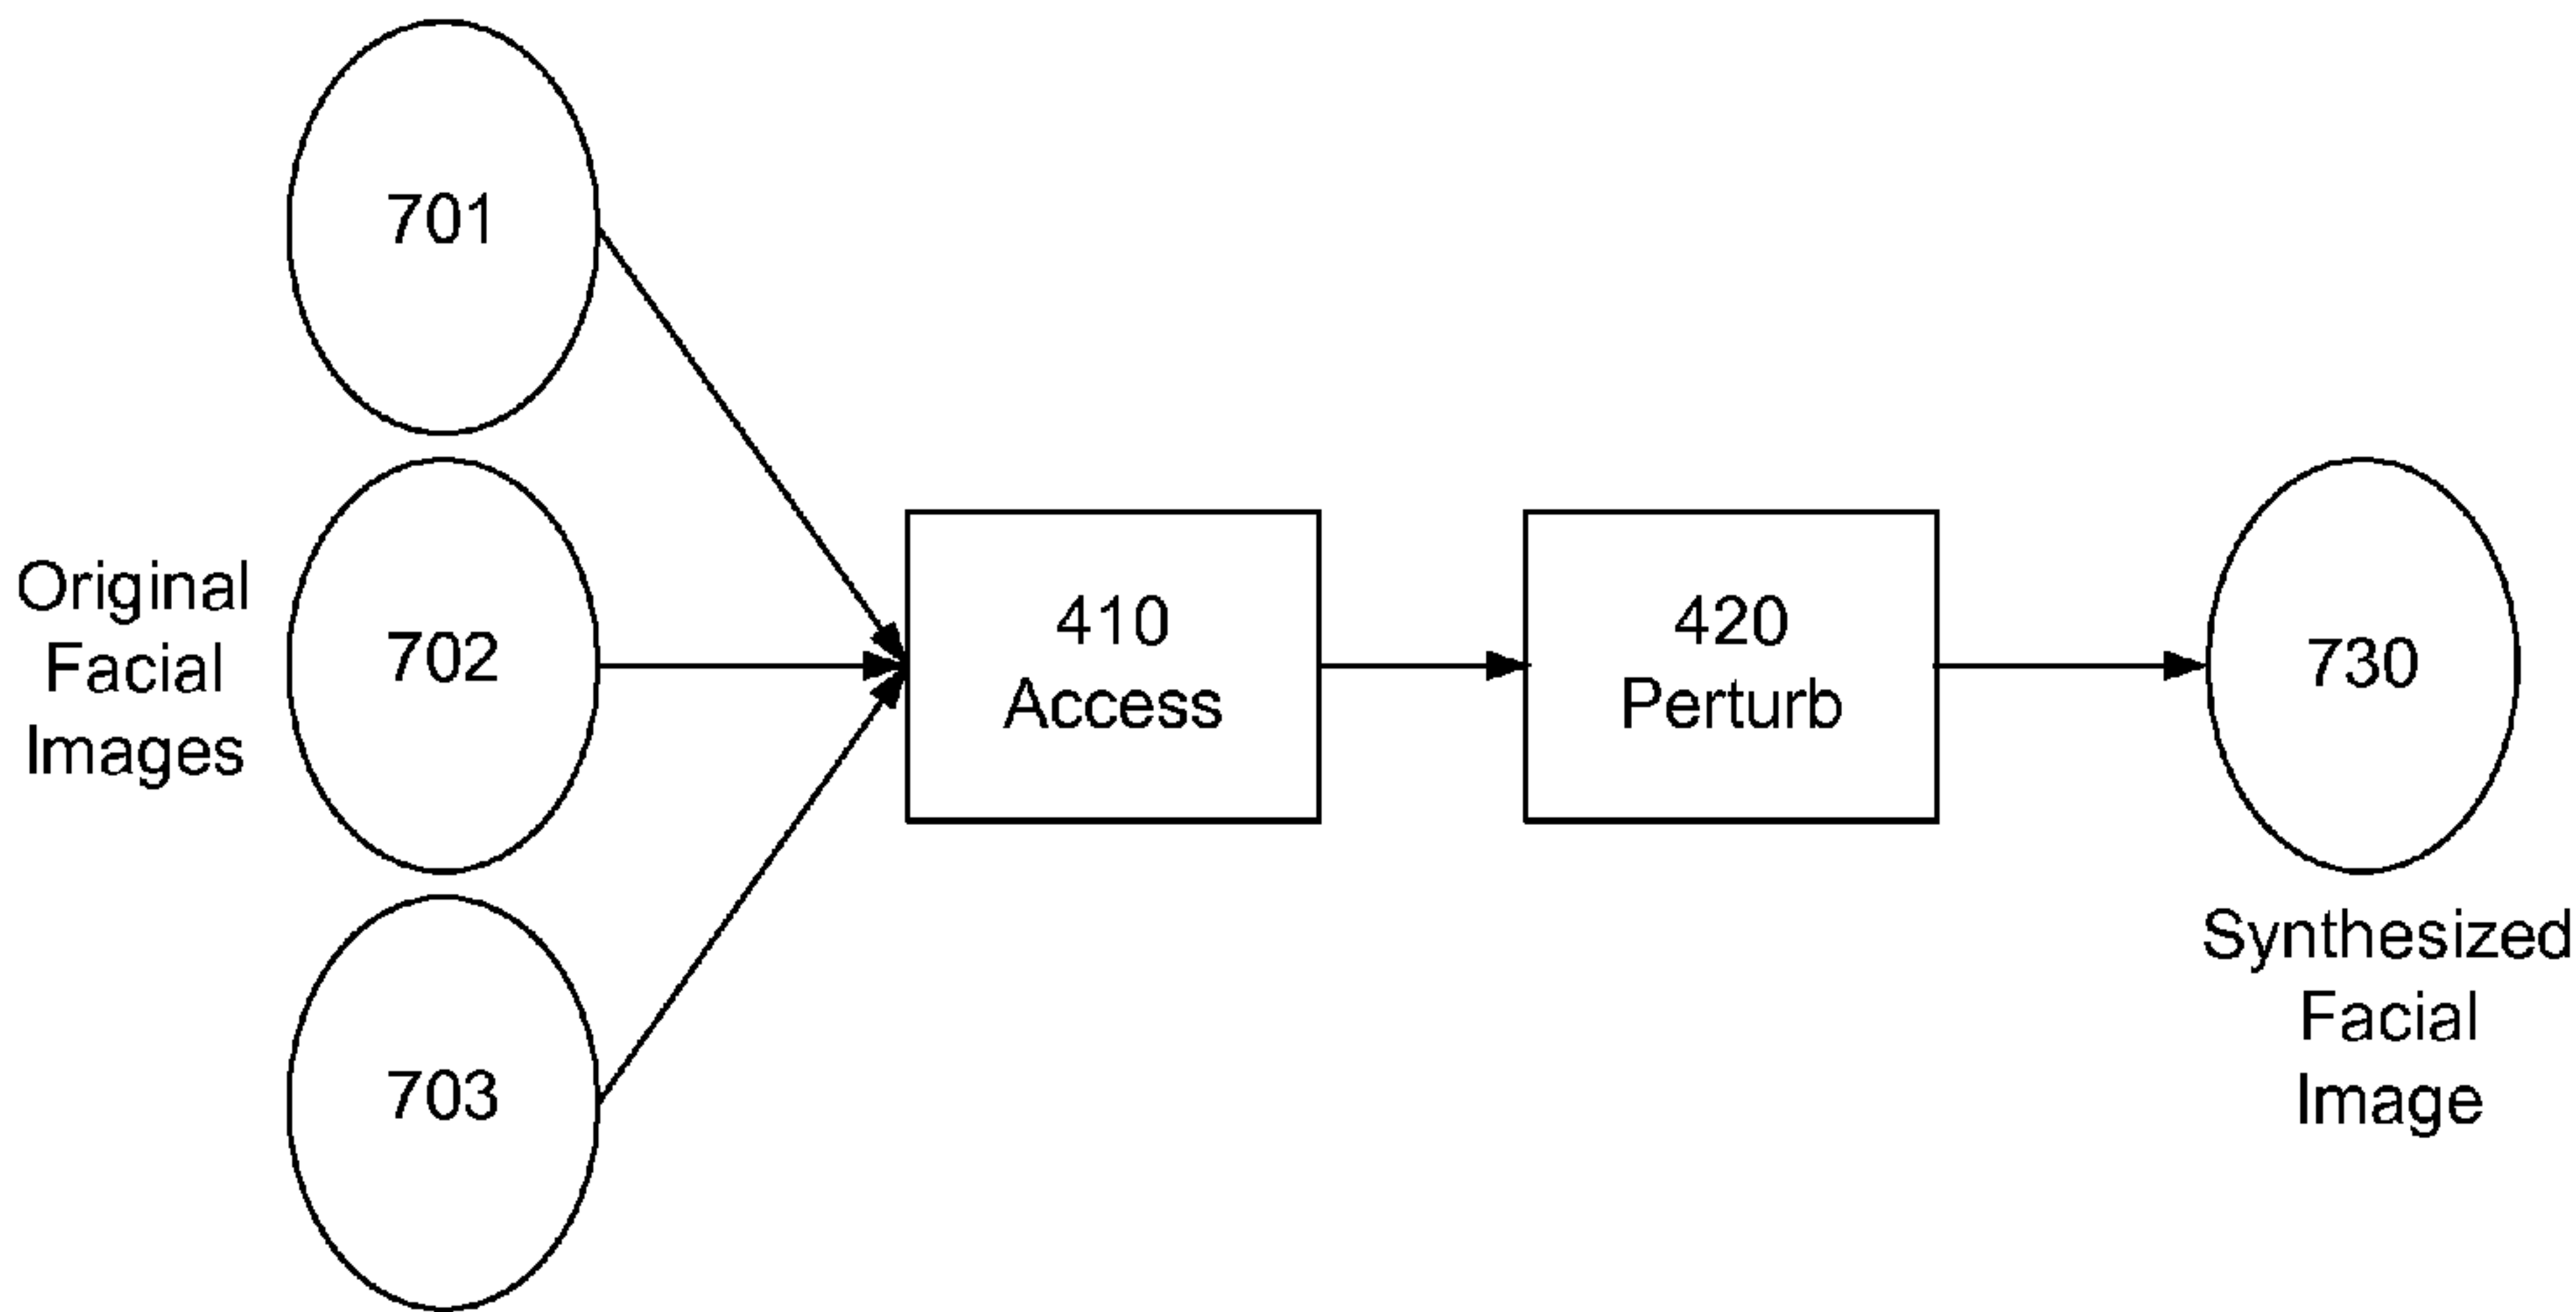 701
Original
Facial
Images
702
703
410
Access
420
Perturb
730
Synthesized
Facial
Image